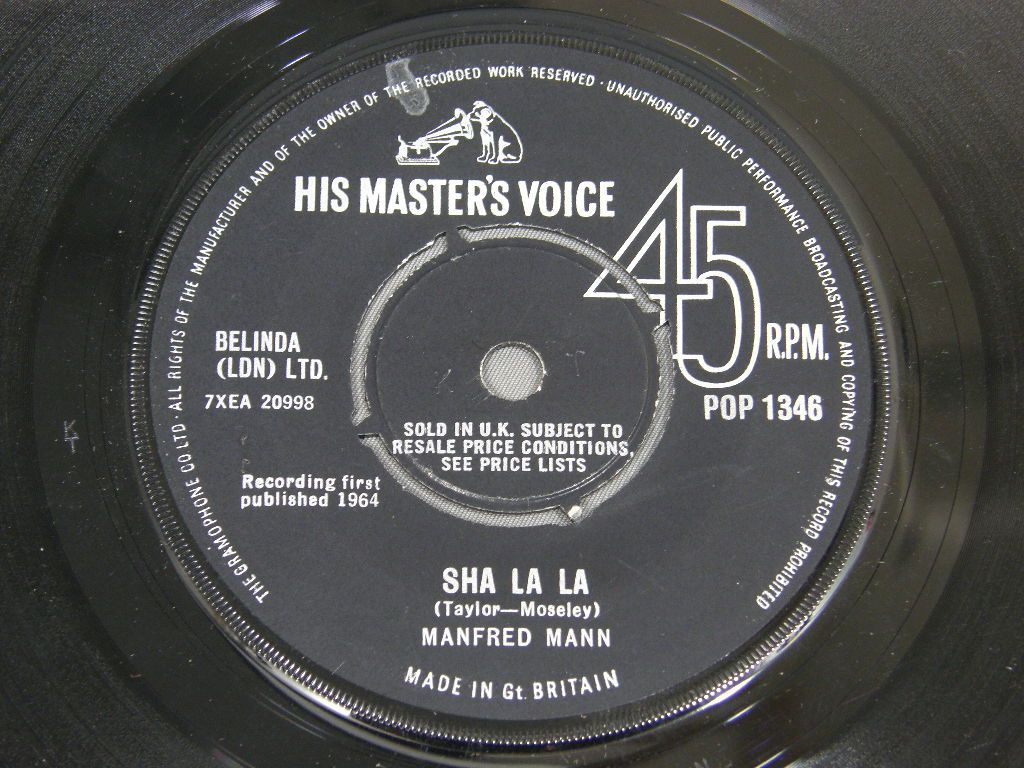 THE GRAMOPHONE CO LTD ALL RIGHTS OF THE MANUFACTURER AND OF THE OWNER OF THE RECORDED WORK RESERVED · UNAUTHORISED PUBLIC PERFORMANCE BROADCASTING AND COPYING OF THIS RECORD PROHIBITED
HIS MASTER'S VOICE
45
R.P.M.
BELINDA
(LDN) LTD.
7XEA 20998
POP 1346
SOLD IN U.K. SUBJECT TO
RESALE PRICE CONDITIONS,
SEE PRICE LISTS
Recording first
published 1964
SHA LA LA
(Taylor—Moseley)
MANFRED MANN
MADE IN Gt. BRITAIN